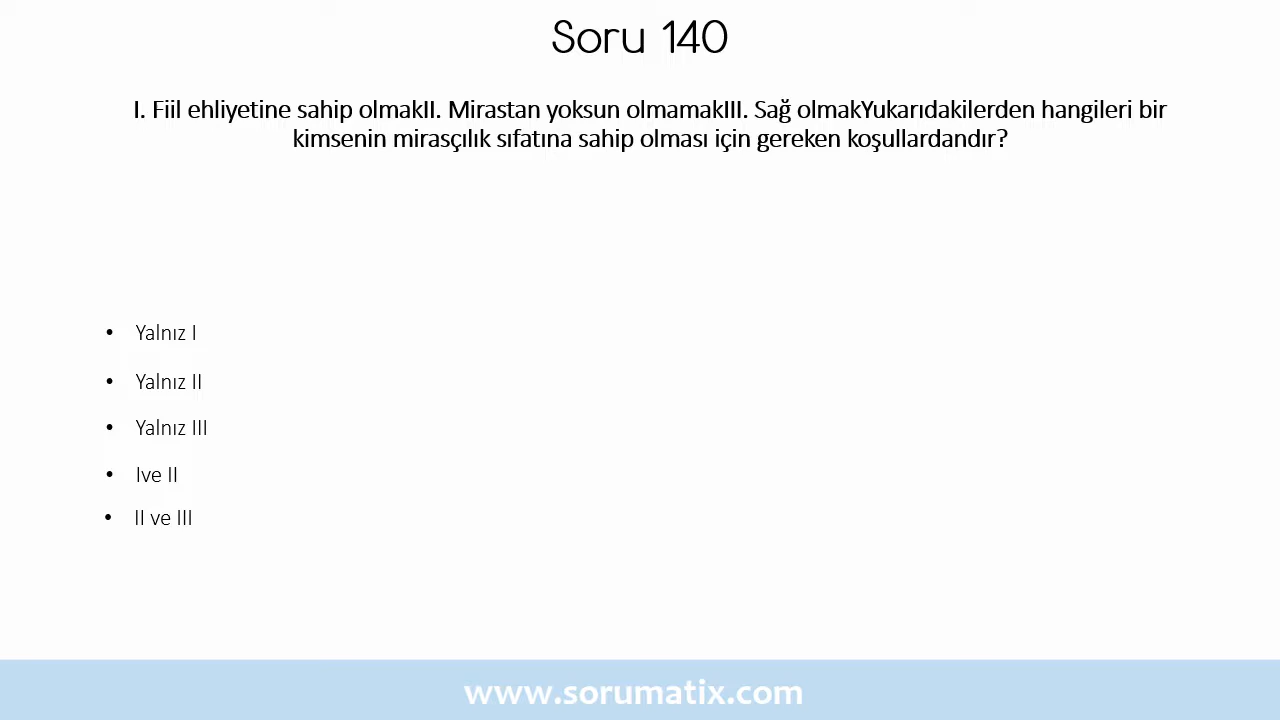 Soru 140
I. Fiil ehliyetine sahip olmakII. Mirastan yoksun olmamakIII. Sağ olmakYukarıdakilerden hangileri bir
kimsenin mirasçılık sıfatına sahip olması için gereken koşullardandır?
• Yalnız I
• Yalnız II
• Yalnız III
• Ive II
• II ve III
www.sorumatix.com